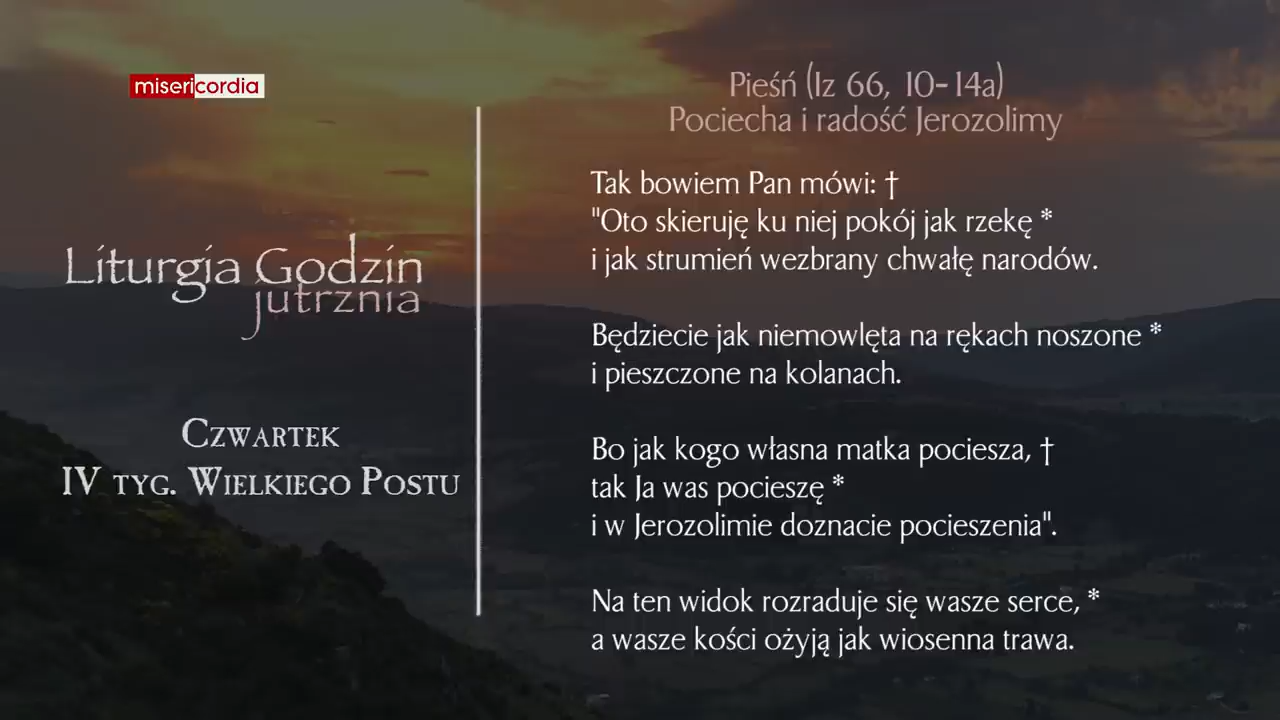 misericordia
Liturgia Godzin
jutrznia
Czwartek
IV tyg. Wielkiego Postu
Pieśń (Iz 66, 10-14a)
Pociecha i radość Jerozolimy
Tak bowiem Pan mówi: †
"Oto skieruję ku niej pokój jak rzekę *
i jak strumień wezbrany chwałę narodów.
Będziecie jak niemowlęta na rękach noszone *
i pieszczone na kolanach.
Bo jak kogo własna matka pociesza, †
tak Ja was pocieszę *
i w Jerozolimie doznacie pocieszenia".
Na ten widok rozraduje się wasze serce, *
a wasze kości ożyją jak wiosenna trawa.